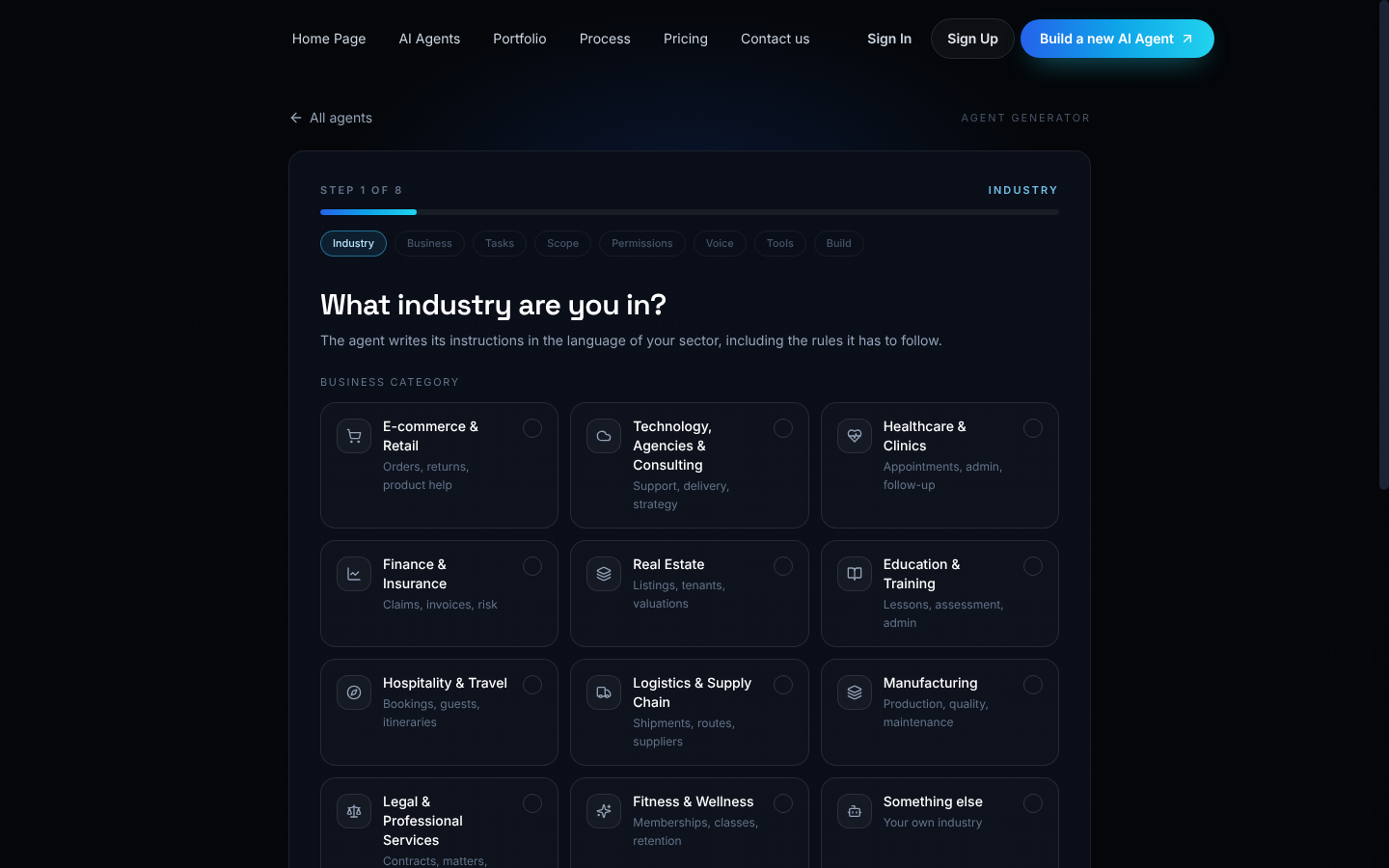 Home Page AI Agents Portfolio Process Pricing Contact us Sign In Sign Up Build a new AI Agent
All agents
AGENT GENERATOR
STEP 1 OF 8
INDUSTRY
Industry Business Tasks Scope Permissions Voice Tools Build
What industry are you in?
The agent writes its instructions in the language of your sector, including the rules it has to follow.
BUSINESS CATEGORY
E-commerce &
Retail
Orders, returns,
product help
Technology,
Agencies &
Consulting
Support, delivery,
strategy
Healthcare &
Clinics
Appointments, admin,
follow-up
Finance &
Insurance
Claims, invoices, risk
Real Estate
Listings, tenants,
valuations
Education &
Training
Lessons, assessment,
admin
Hospitality & Travel
Bookings, guests,
itineraries
Logistics & Supply
Chain
Shipments, routes,
suppliers
Manufacturing
Production, quality,
maintenance
Legal &
Professional
Services
Contracts, matters,
Fitness & Wellness
Memberships, classes,
retention
Something else
Your own industry